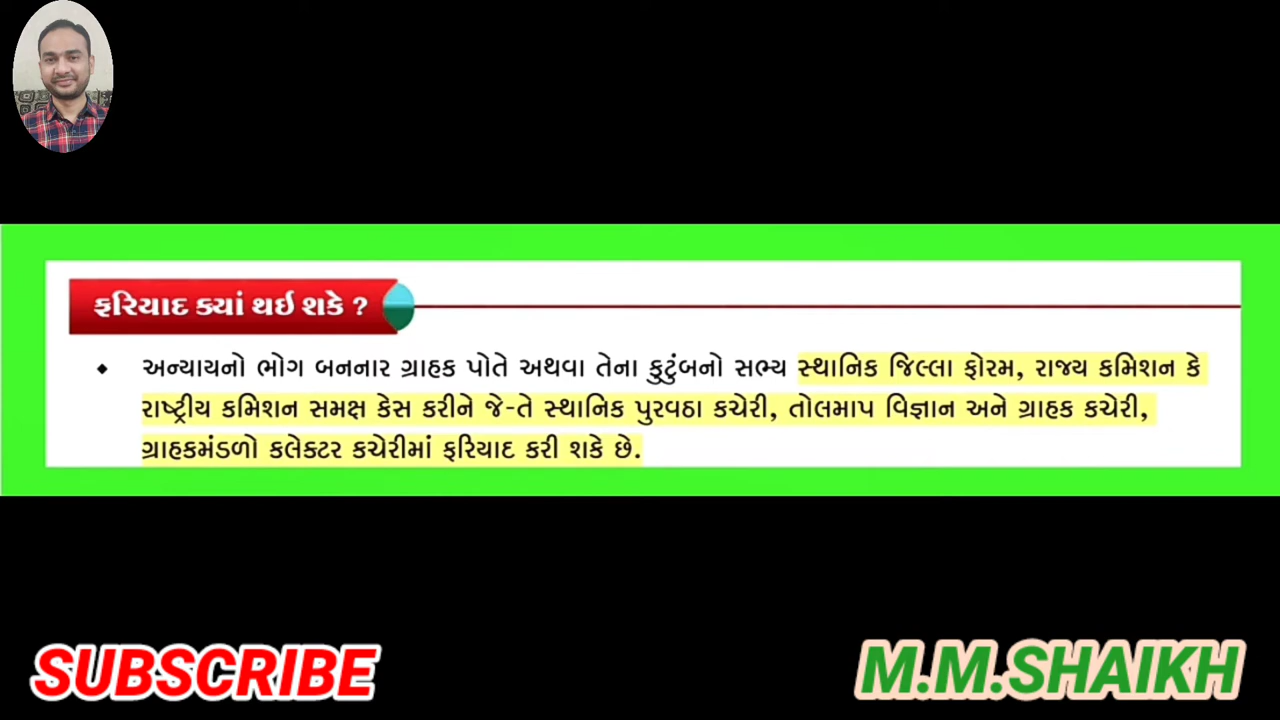 ફરિયાદ ક્યાં થઈ શકે ?
◆ અન્યાયનો ભોગ બનનાર ગ્રાહક પોતે અથવા તેના કુટુંબનો સભ્ય સ્થાનિક જિલ્લા ફોરમ, રાજ્ય કમિશન કે
રાષ્ટ્રીય કમિશન સમક્ષ કેસ કરીને જે-તે સ્થાનિક પુરવઠા કચેરી, તોલમાપ વિજ્ઞાન અને ગ્રાહક કચેરી,
ગ્રાહકમંડળો કલેક્ટર કચેરીમાં ફરિયાદ કરી શકે છે.
SUBSCRIBE
M.M.SHAIKH